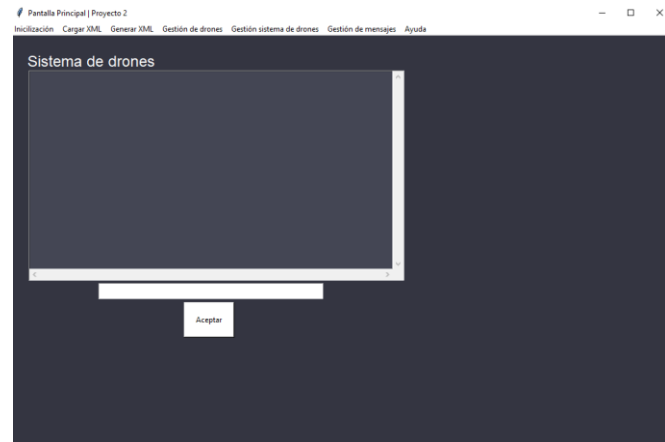 Pantalla Principal | Proyecto 2
Inicilización Cargar XML Generar XML Gestión de drones Gestión sistema de drones Gestión de mensajes Ayuda
Sistema de drones
Aceptar